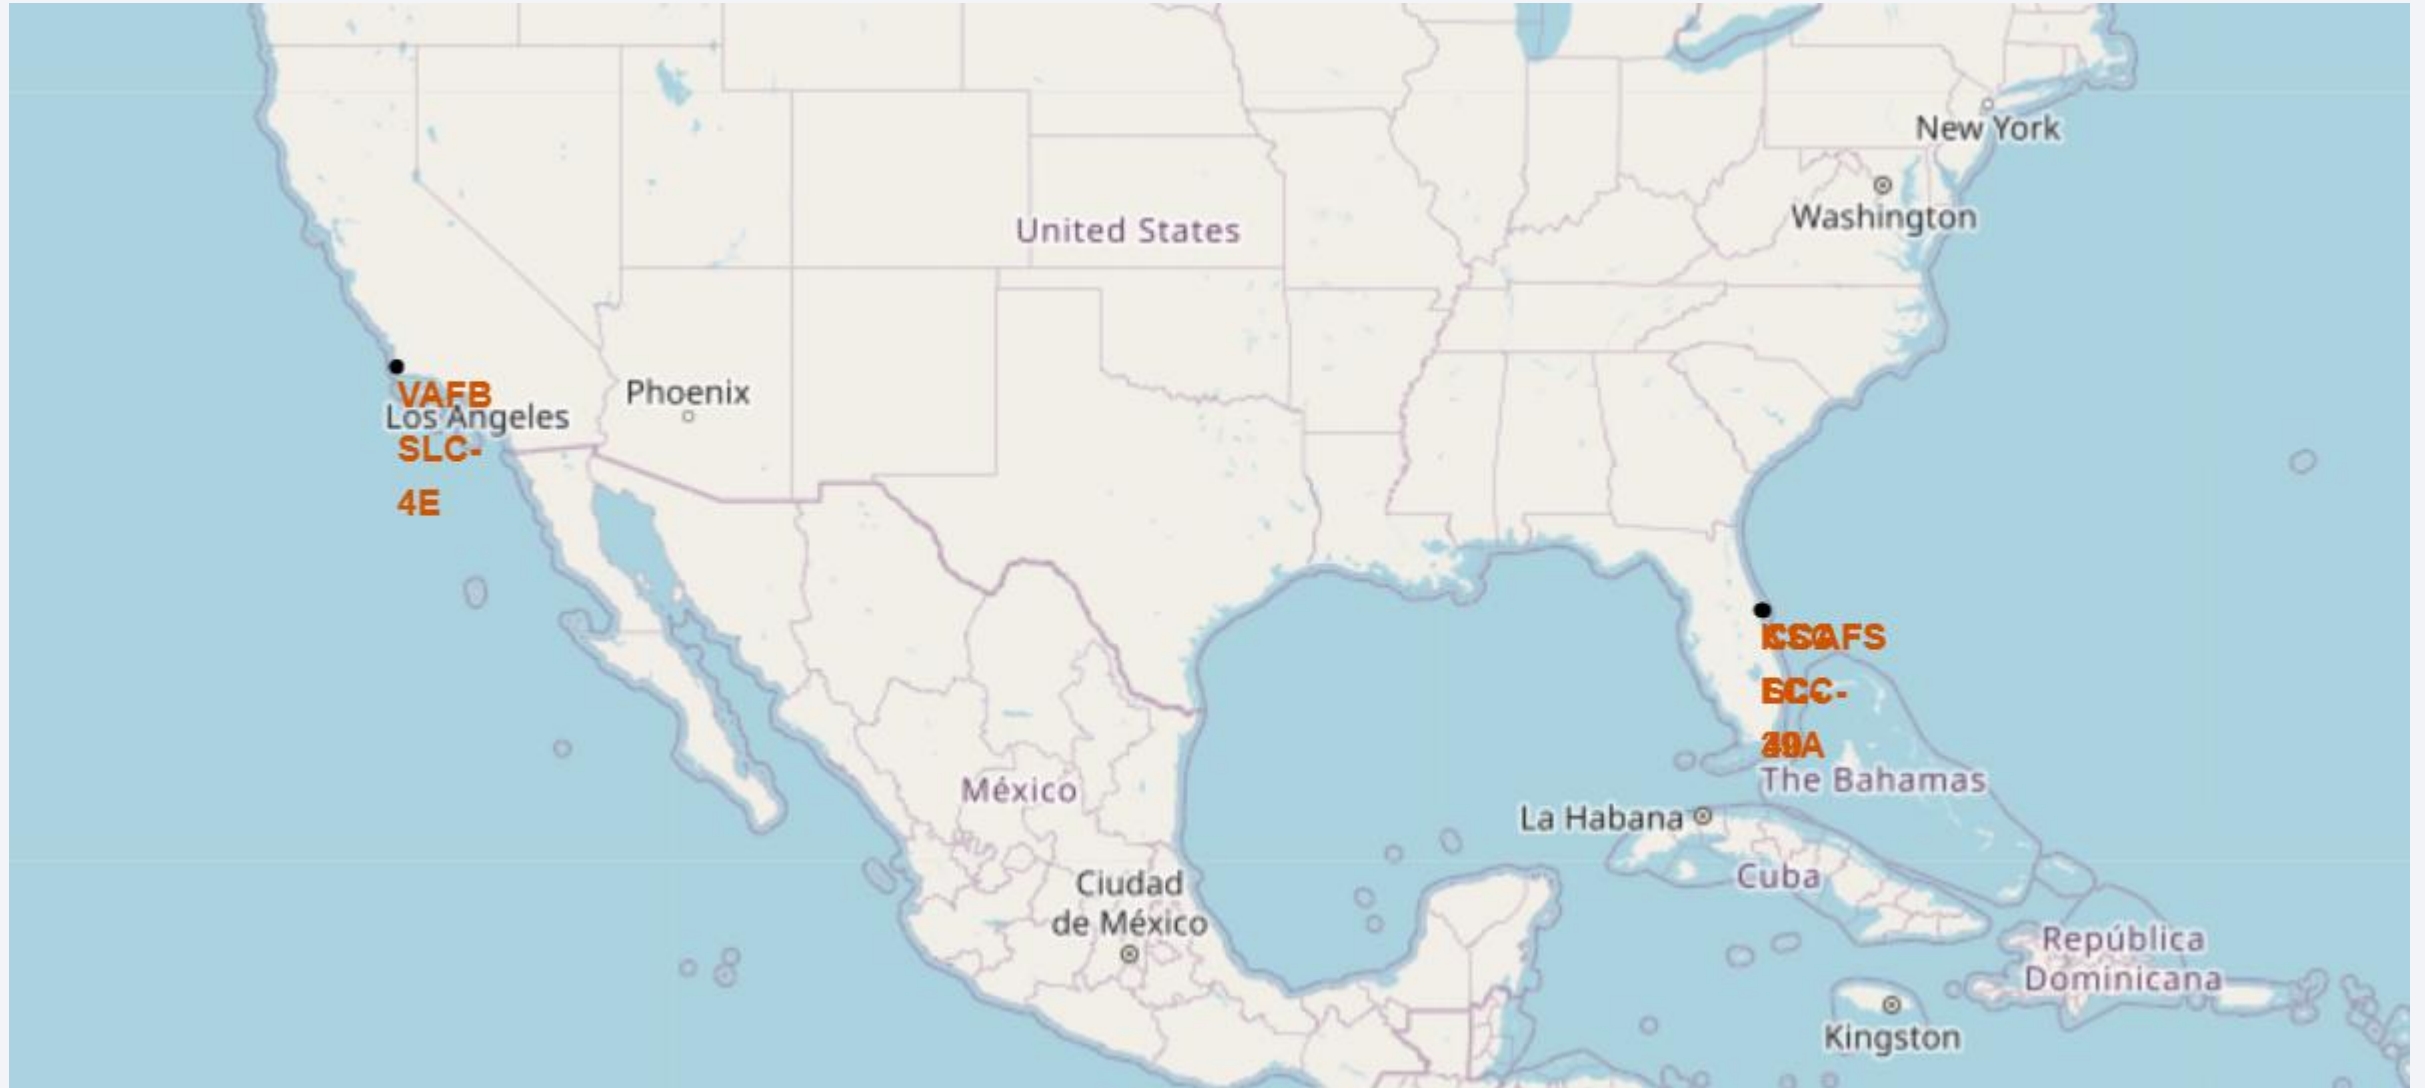 New York
Washington
United States
VAFB
Los Angeles
SLC-
4E
Phoenix
The Bahamas
La Habana
México
Cuba
Ciudad
de México
República
Dominicana
Kingston